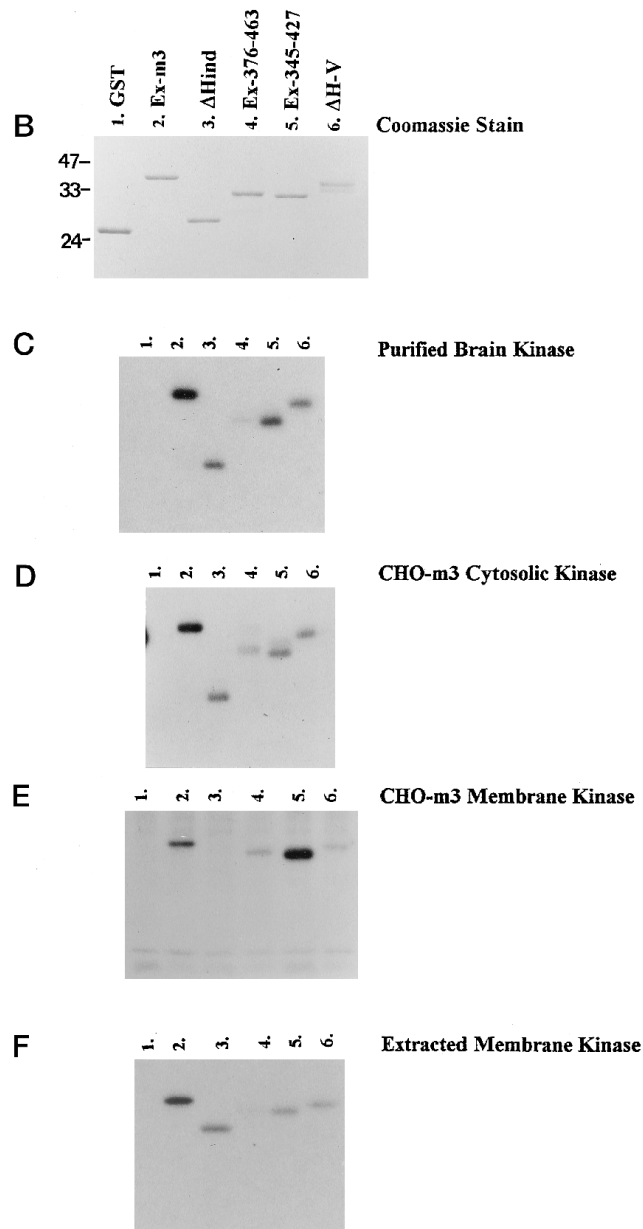 1. GST
2. Ex-m3
3. ΔHind
4. Ex-376-463
5. Ex-345-427
6. ΔH-V
B
Coomassie Stain
47
33
24
C
1. 2. 3. 4. 5. 6.
Purified Brain Kinase
D
1. 2. 3. 4. 5. 6.
CHO-m3 Cytosolic Kinase
E
1. 2. 3. 4. 5. 6.
CHO-m3 Membrane Kinase
F
1. 2. 3. 4. 5. 6.
Extracted Membrane Kinase